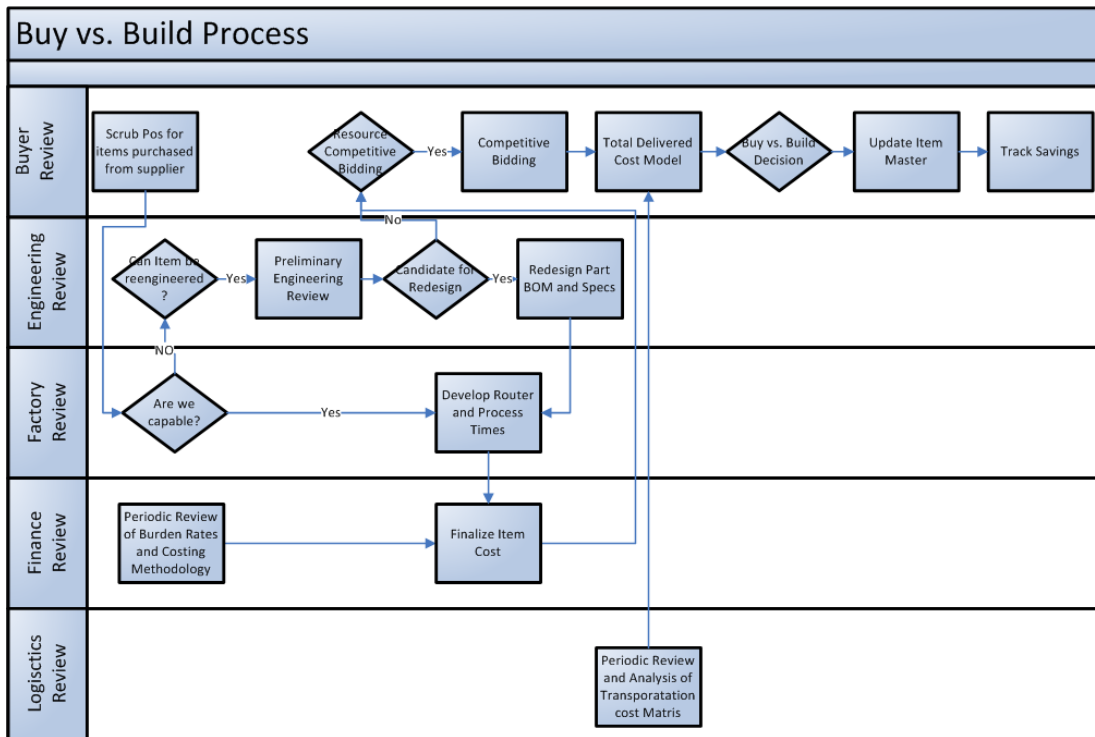 Buy vs. Build Process
Buyer
Review
Scrub Pos for
items purchased
from supplier
Resource
Competitive
Bidding
Yes
Competitive
Bidding
Total Delivered
Cost Model
Buy vs. Build
Decision
Update Item
Master
Track Savings
No
Engineering
Review
Can Item be
reengineered
?
Yes
Preliminary
Engineering
Review
Candidate for
Redesign
Yes
Redesign Part
BOM and Specs
NO
Factory
Review
Are we
capable?
Yes
Develop Router
and Process
Times
Finance
Review
Periodic Review
of Burden Rates
and Costing
Methodology
Finalize Item
Cost
Logisctics
Review
Periodic Review
and Analysis of
Transporatation
cost Matris